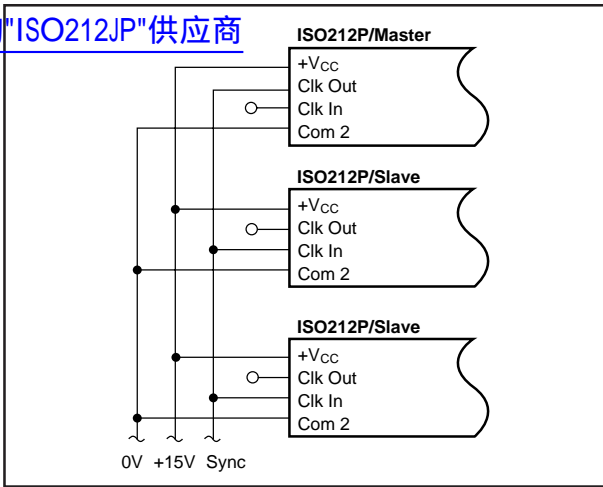 "ISO212JP"供应商
ISO212P/Master
+VCC
Clk Out
Clk In
Com 2
ISO212P/Slave
+VCC
Clk Out
Clk In
Com 2
ISO212P/Slave
+VCC
Clk Out
Clk In
Com 2
0V +15V Sync